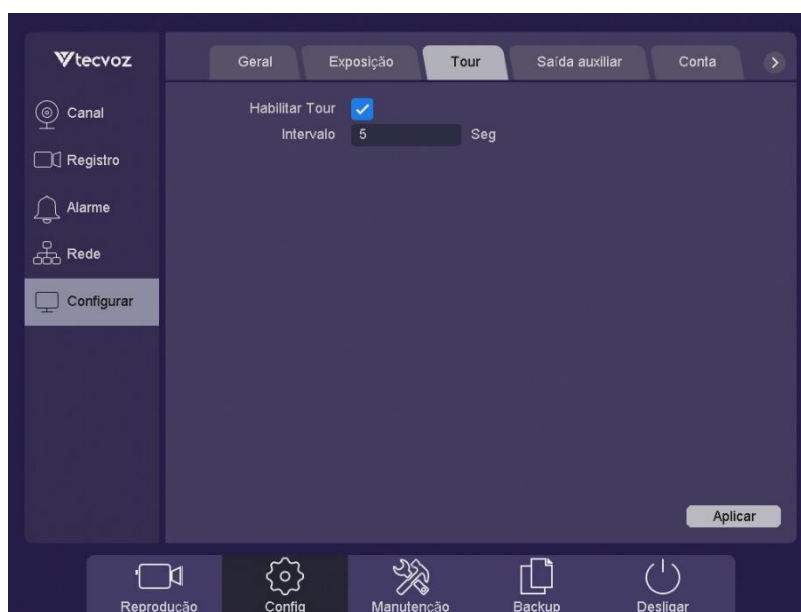 tecvoz
Geral
Exposição
Tour
Saída auxiliar
Conta
Canal
Registro
Alarme
Rede
Configurar
Habilitar Tour
Intervalo 5 Seg
Aplicar
Reprodução
Config
Manutenção
Backup
Desligar